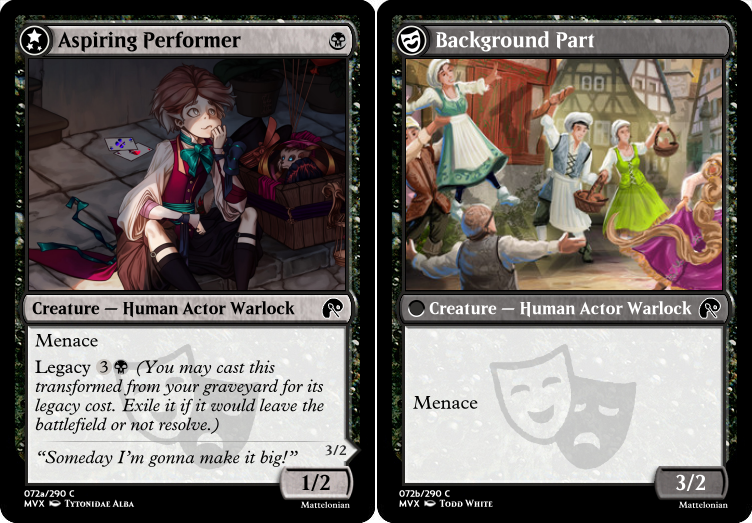 Aspiring Performer
Creature — Human Actor Warlock
Menace
Legacy 3 (You may cast this
transformed from your graveyard for its
legacy cost. Exile it if it would leave the
battlefield or not resolve.)
3/2
“Someday I’m gonna make it big!”
1/2
072a/290 C
MVX Tytonidae Alba
Mattelonian
Background Part
Creature — Human Actor Warlock
Menace
3/2
072b/290 C
MVX Todd White
Mattelonian